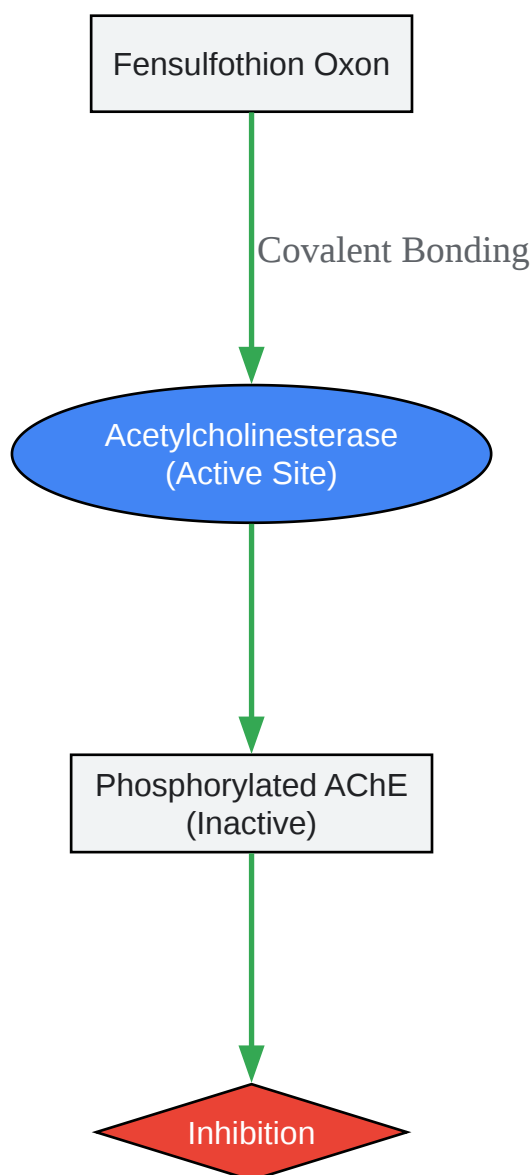 Fensulfothion Oxon
Covalent Bonding
Acetylcholinesterase
(Active Site)
Phosphorylated AChE
(Inactive)
Inhibition